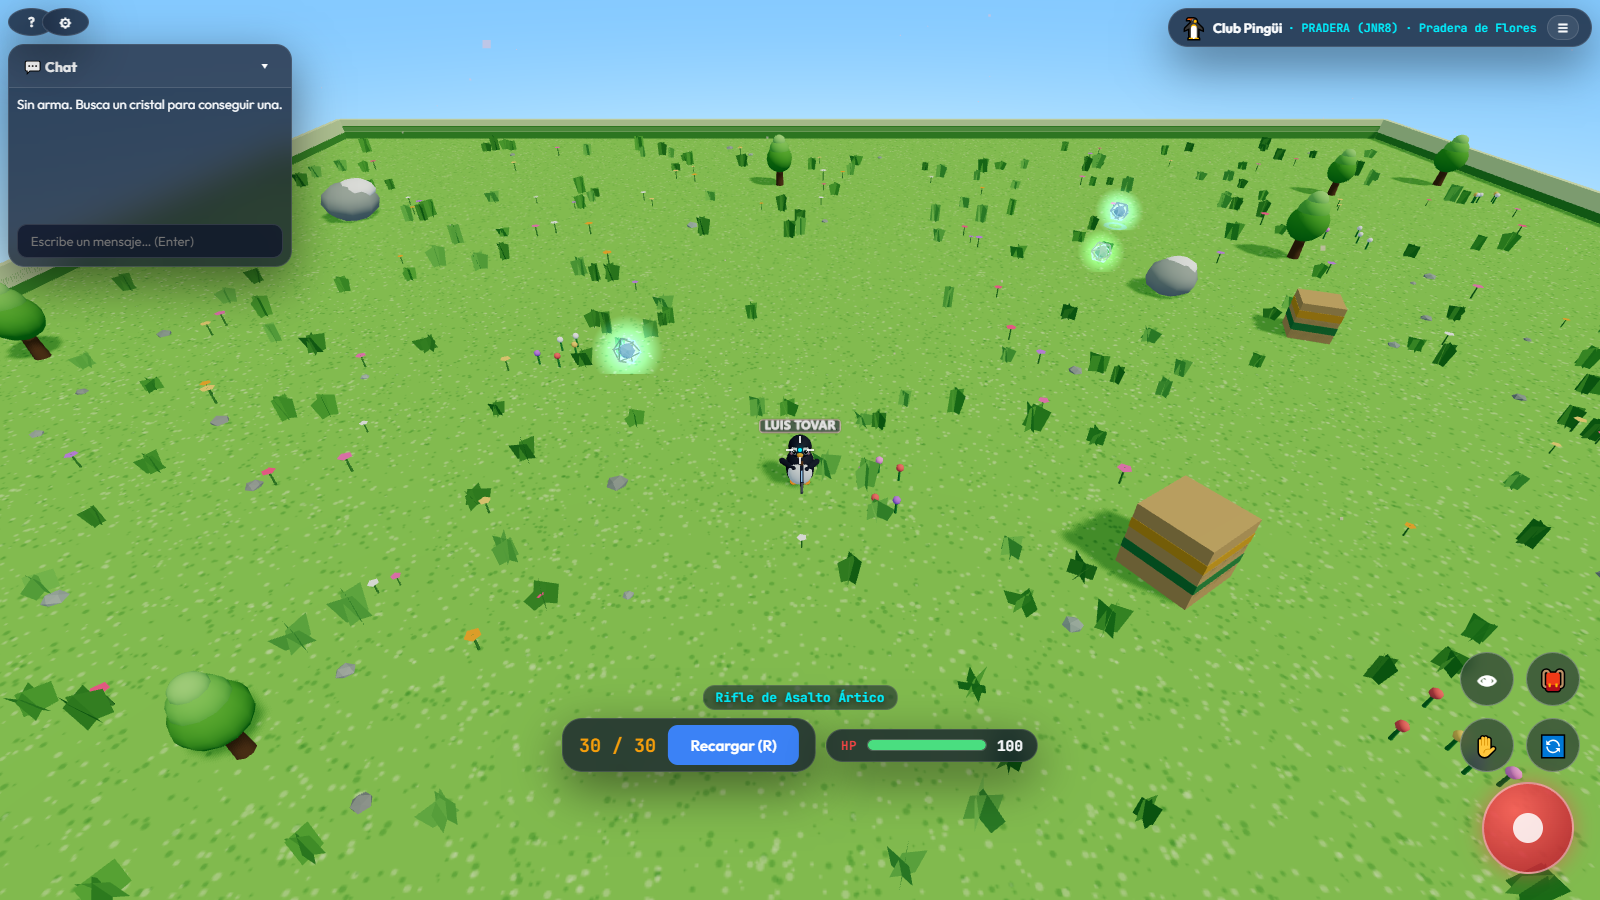 ?
Club Pingüi · PRADERA (JNR8) · Pradera de Flores
Chat
Sin arma. Busca un cristal para conseguir una.
Escribe un mensaje... (Enter)
LUIS TOVAR
Rifle de Asalto Ártico
30 / 30
Recargar (R)
HP
100